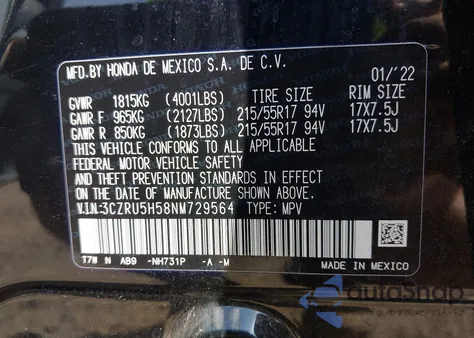 MFD.BY HONDA DE MEXICO S.A. DE C.V.
01/'22
GVWR 1815KG (4001LBS) TIRE SIZE RIM SIZE
GAWR F 965KG (2127LBS) 215/55R17 94V 17X7.5J
GAWR R 850KG (1873LBS) 215/55R17 94V 17X7.5J
THIS VEHICLE CONFORMS TO ALL APPLICABLE
FEDERAL MOTOR VEHICLE SAFETY
AND THEFT PREVENTION STANDARDS IN EFFECT
ON THE DATE OF MANUFACTURE SHOWN ABOVE.
V.I.N:3CZRU5H58NM729564 TYPE: MPV
T7W IN AB9 -NH731P -A -M
MADE IN MEXICO
autoShop